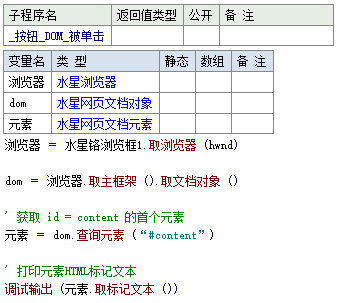 子程序名 返回值类型 公开 备 注
_按钮_DOM_被单击
变量名 类 型 静态 数组 备 注
浏览器 水星浏览器
dom 水星网页文档对象
元素 水星网页文档元素
浏览器 ＝ 水星铬浏览框1.取浏览器 (hwnd)
dom ＝ 浏览器.取主框架 ().取文档对象 ()
' 获取 id = content 的首个元素
元素 ＝ dom.查询元素 (“#content”)
' 打印元素HTML标记文本
调试输出 (元素.取标记文本 ())